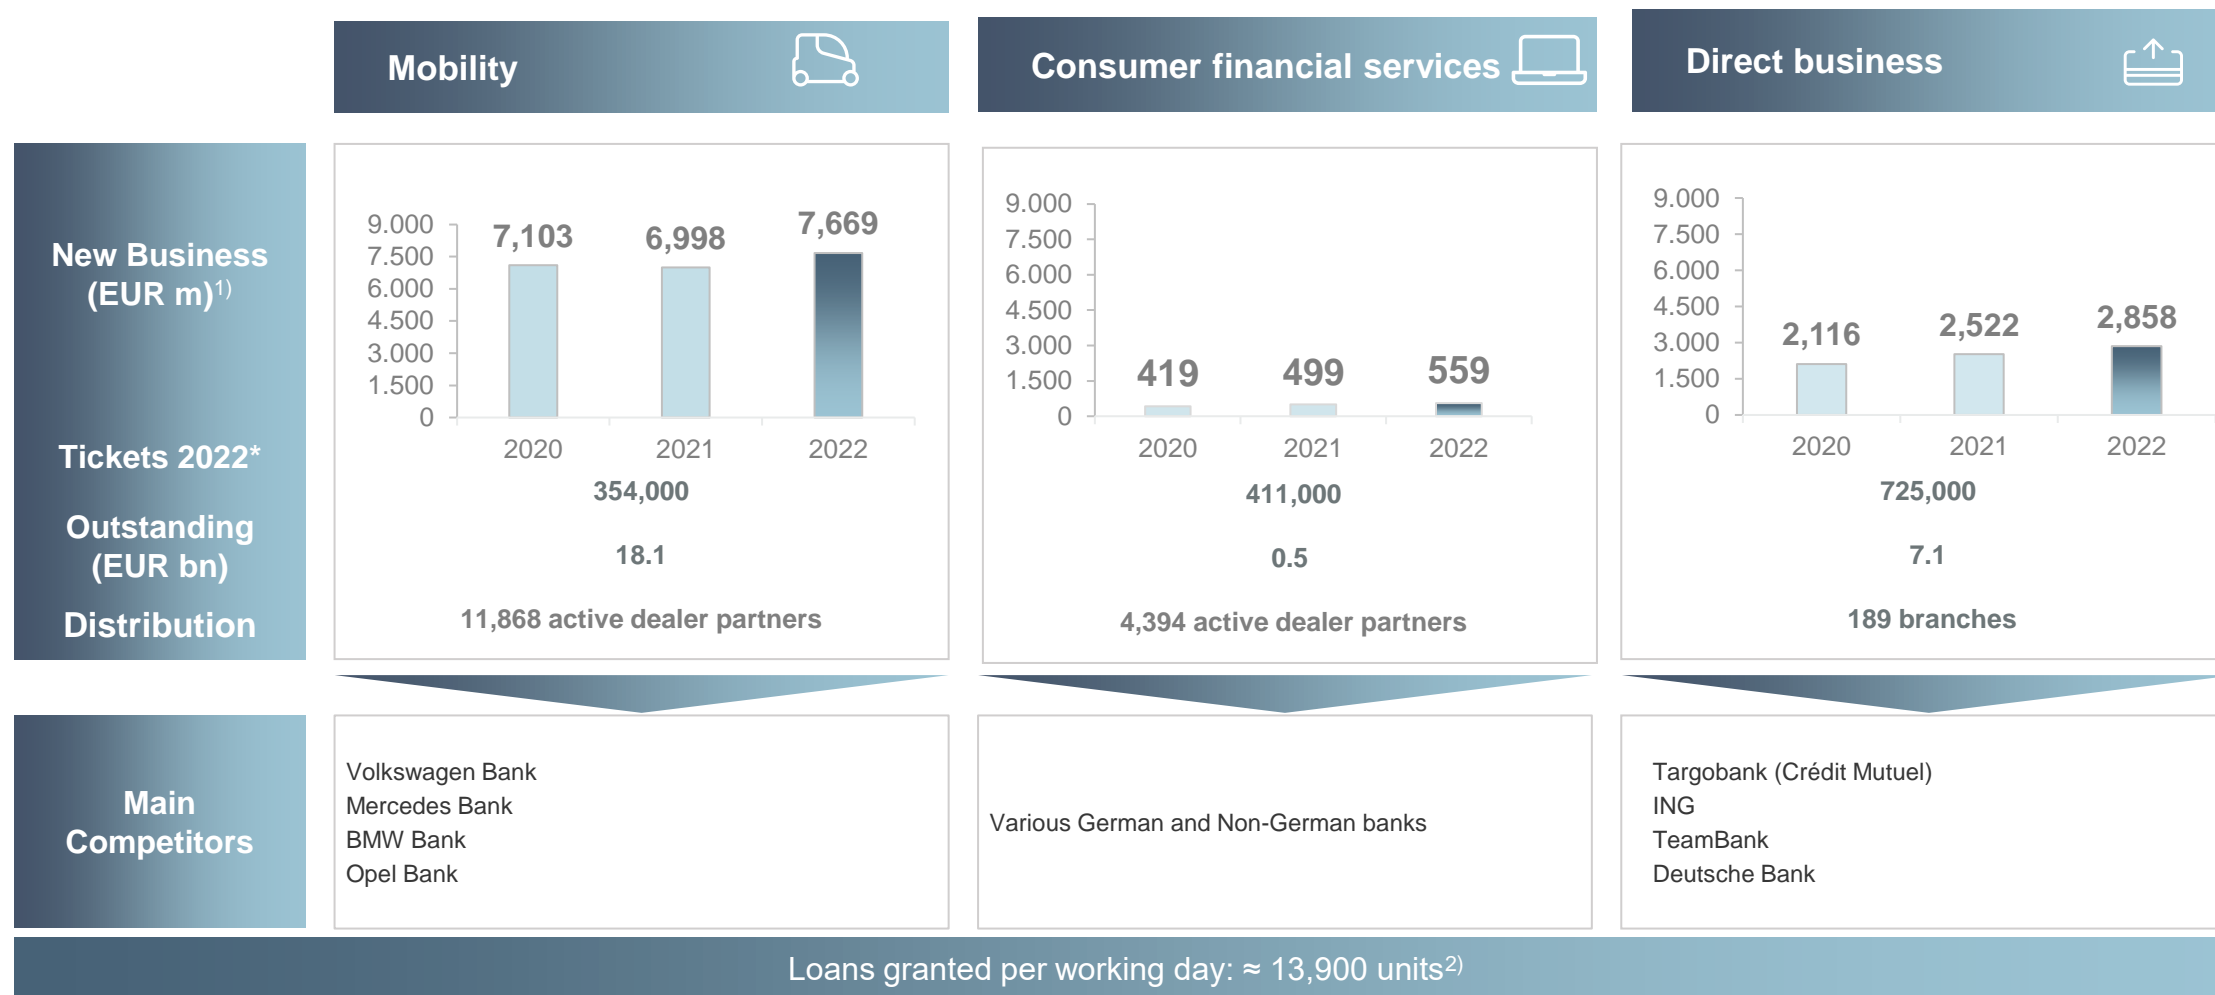 Mobility
Consumer financial services
Direct business
New Business
(EUR m)1)
9.000
7.500
6.000
4.500
3.000
1.500
0
7,103
6,998
7,669
2020
2021
2022
9.000
7.500
6.000
4.500
3.000
1.500
0
419
499
559
2020
2021
2022
9.000
7.500
6.000
4.500
3.000
1.500
0
2,116
2,522
2,858
2020
2021
2022
Tickets 2022*
354,000
411,000
725,000
Outstanding
(EUR bn)
18.1
0.5
7.1
Distribution
11,868 active dealer partners
4,394 active dealer partners
189 branches
Main
Competitors
Volkswagen Bank
Mercedes Bank
BMW Bank
Opel Bank
Various German and Non-German banks
Targobank (Crédit Mutuel)
ING
TeamBank
Deutsche Bank
Loans granted per working day: ≈ 13,900 units2)